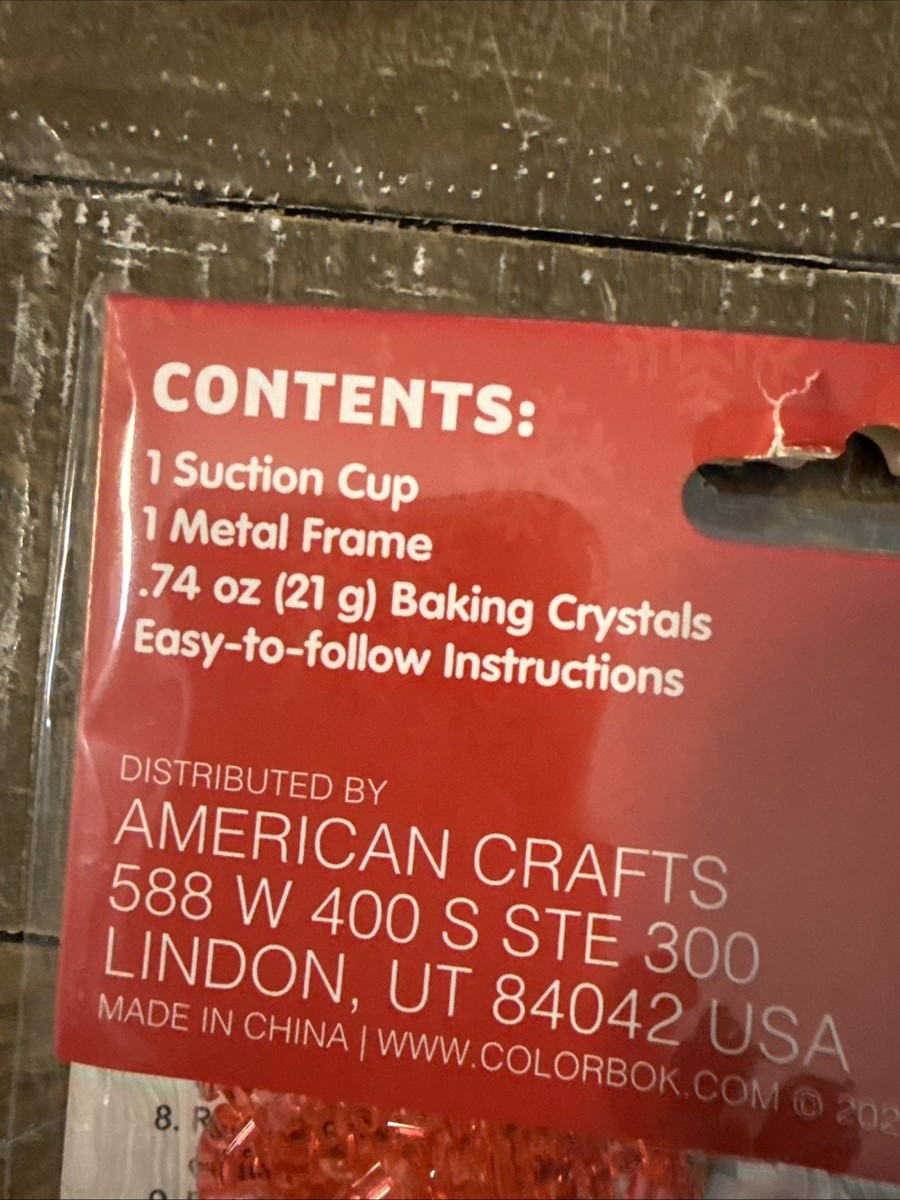 CONTENTS:
1 Suction Cup
1 Metal Frame
.74 oz (21 g) Baking Crystals
Easy-to-follow Instructions
DISTRIBUTED BY
AMERICAN CRAFTS
588 W 400 S STE 300
LINDON, UT 84042 USA
MADE IN CHINA | WWW.COLORBOK.COM © 202
8.